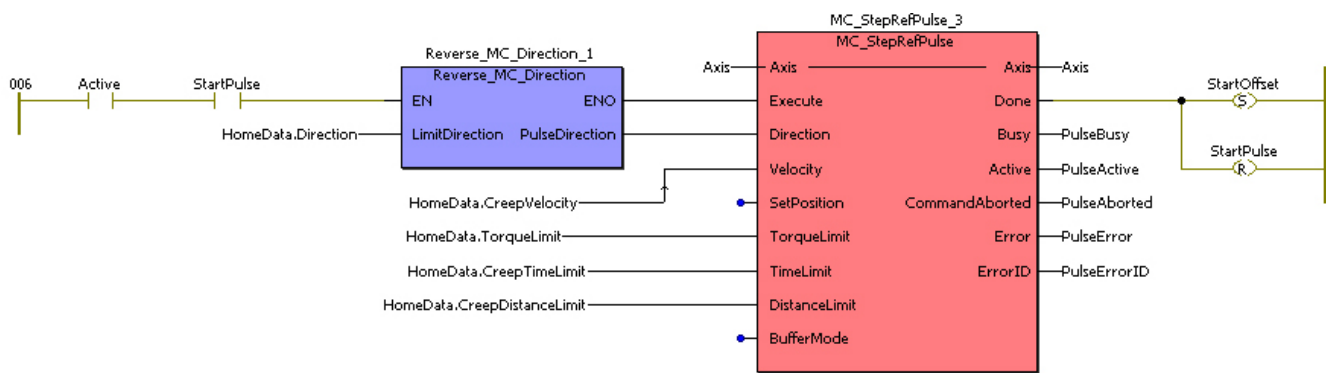 MC_StepRefPulse_3
Reverse_MC_Direction_1
MC_StepRefPulse
006
Active
StartPulse
Reverse_MC_Direction
Axis
Axis
Axis
Axis
StartOffset
EN
ENO
Execute
Done
S
HomeData.Direction
LimitDirection
PulseDirection
Direction
Busy
PulseBusy
StartPulse
Velocity
Active
PulseActive
R
HomeData.CreepVelocity
SetPosition
CommandAborted
PulseAborted
HomeData.TorqueLimit
TorqueLimit
Error
PulseError
HomeData.CreepTimeLimit
TimeLimit
ErrorID
PulseErrorID
HomeData.CreepDistanceLimit
DistanceLimit
BufferMode